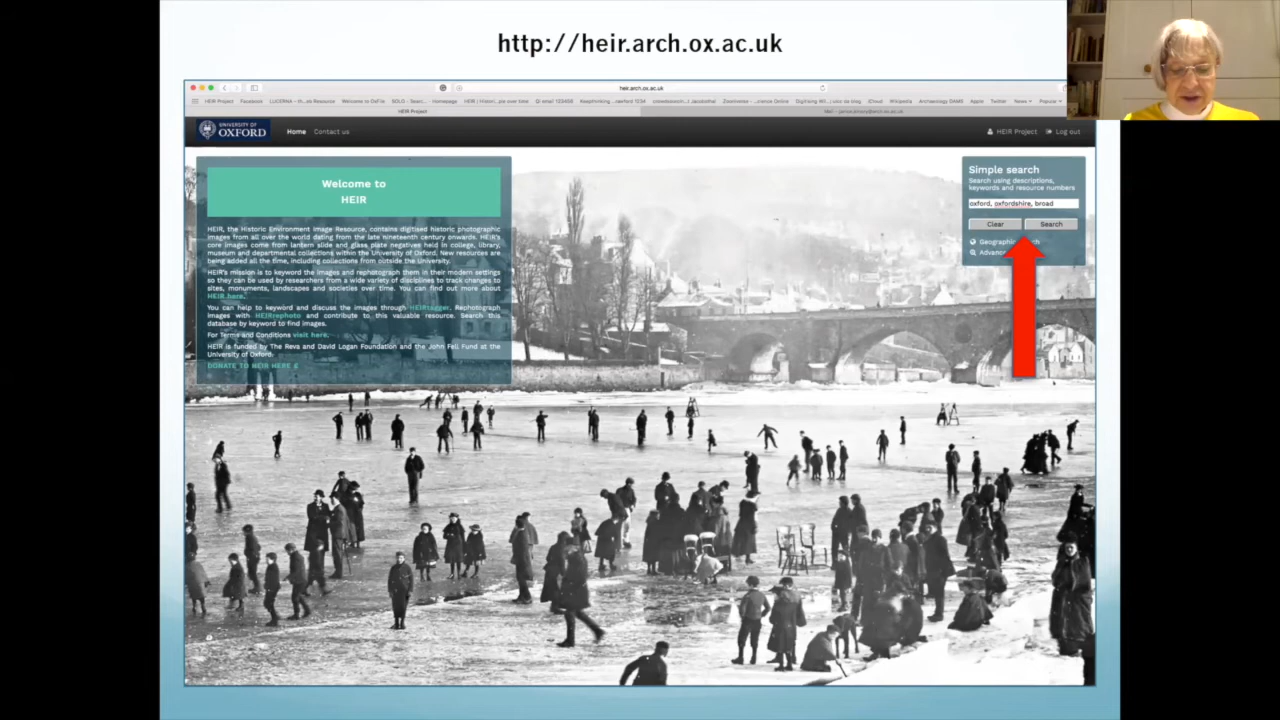 http://heir.arch.ox.ac.uk
heir.arch.ox.ac.uk
HEIR Project
UNIVERSITY OF
OXFORD
Home
Contact us
HEIR Project
Log out
Welcome to
HEIR
HEIR, the Historic Environment Image Resource, contains digitised historic photographic
images from all over the world dating from the late nineteenth century onwards. HEIR's
core images come from lantern slide and glass plate negatives held in college, library,
museum and departmental collections within the University of Oxford. New resources are
being added all the time, including collections from outside the University.
HEIR's mission is to keyword the images and rephotograph them in their modern settings
so they can be used by researchers from a wide variety of disciplines to track changes to
sites, monuments, landscapes and societies over time. You can find out more about
HEIR here.
You can help to keyword and discuss the images through HEIRtagger. Rephotograph
images with HEIRrephoto and contribute to this valuable resource. Search this
database by keyword to find images.
For Terms and Conditions visit here.
HEIR is funded by The Reva and David Logan Foundation and the John Fell Fund at the
University of Oxford.
DONATE TO HEIR HERE £
Simple search
Search using descriptions,
keywords and resource numbers
oxford, oxfordshire, broad
Clear
Search